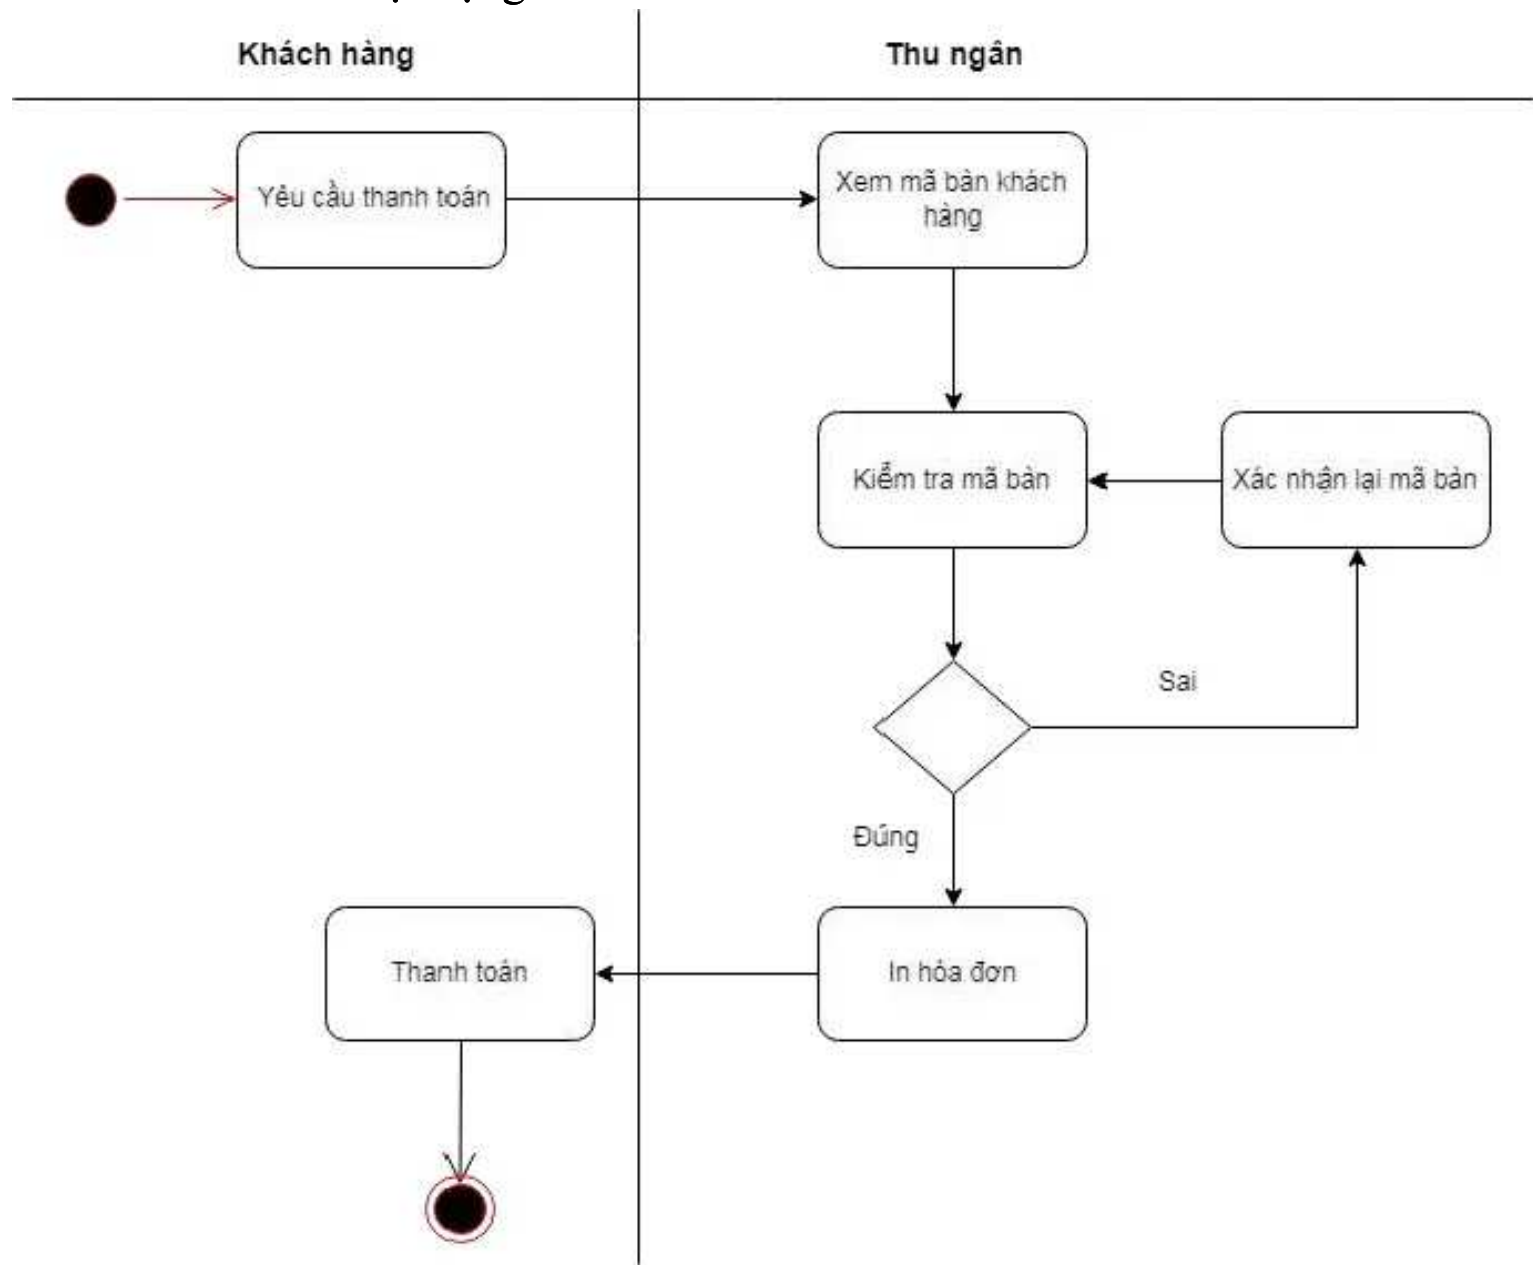 Khách hàng
Thu ngân
Yêu cầu thanh toán
Xem mã bàn khách
hàng
Kiểm tra mã bàn
Xác nhận lại mã bàn
Sai
Đúng
Thanh toán
In hóa đơn